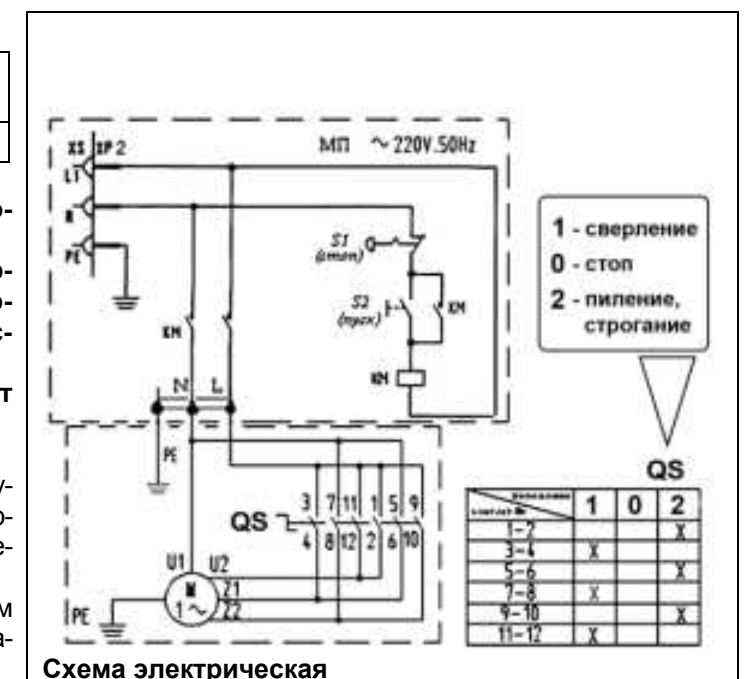 XS XP 2
МП ~ 220V.50Hz
L1
N
PE
S1
(стоп)
S2
(пуск)
KM
KM
KM
N L
PE
1 - сверление
0 - стоп
2 - пиление,
строгание
QS
3 7 11 1 5 9
QS
4 8 12 2 6 10
U1 U2
M
1 ~
Z1
Z2
PE
1 0 2
1-2 X
3-4 X
5-6 X
7-8 X
9-10 X
11-12 X
Схема электрическая